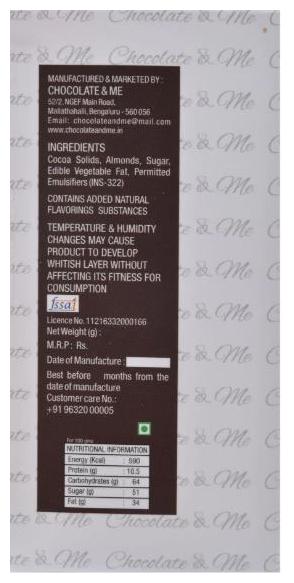 Chocolate & Me
MANUFACTURED & MARKETED BY :
CHOCOLATE & ME
52/2, NGEF Main Road,
Mallathahalli, Bengaluru - 560 056
Email: chocolateandme@mail.com
www.chocolateandme.in
INGREDIENTS
Cocoa Solids, Almonds, Sugar,
Edible Vegetable Fat, Permitted
Emulsifiers (INS-322)
CONTAINS ADDED NATURAL
FLAVORINGS SUBSTANCES
TEMPERATURE & HUMIDITY
CHANGES MAY CAUSE
PRODUCT TO DEVELOP
WHITISH LAYER WITHOUT
AFFECTING ITS FITNESS FOR
CONSUMPTION
fssai
Licence No. 11216332000166
Net Weight (g) :
M.R.P : Rs.
Date of Manufacture :
Best before months from the
date of manufacture
Customer care No.:
+91 96320 00005
For 100 gms
NUTRITIONAL INFORMATION
Energy (Kcal) : 590
Protein (g) : 10.5
Carbohydrates (g) : 64
Sugar (g) : 51
Fat (g) : 34
Chocolate & Me